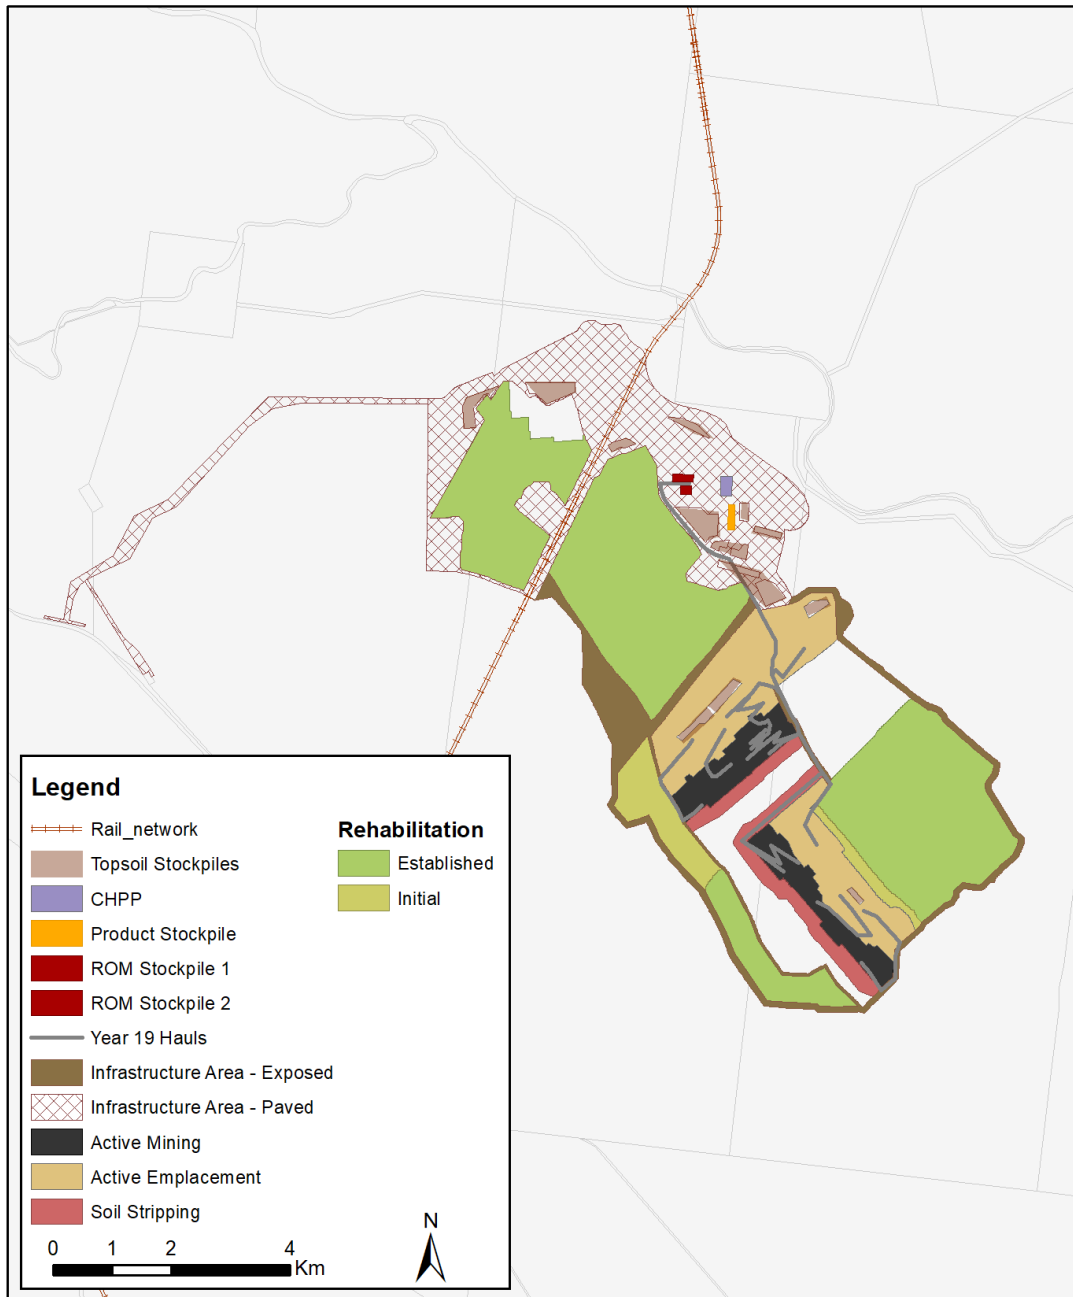 Legend
Rail_network
Topsoil Stockpiles
CHPP
Product Stockpile
ROM Stockpile 1
ROM Stockpile 2
Year 19 Hauls
Infrastructure Area - Exposed
Infrastructure Area - Paved
Active Mining
Active Emplacement
Soil Stripping
Rehabilitation
Established
Initial
0 1 2 4
Km
N